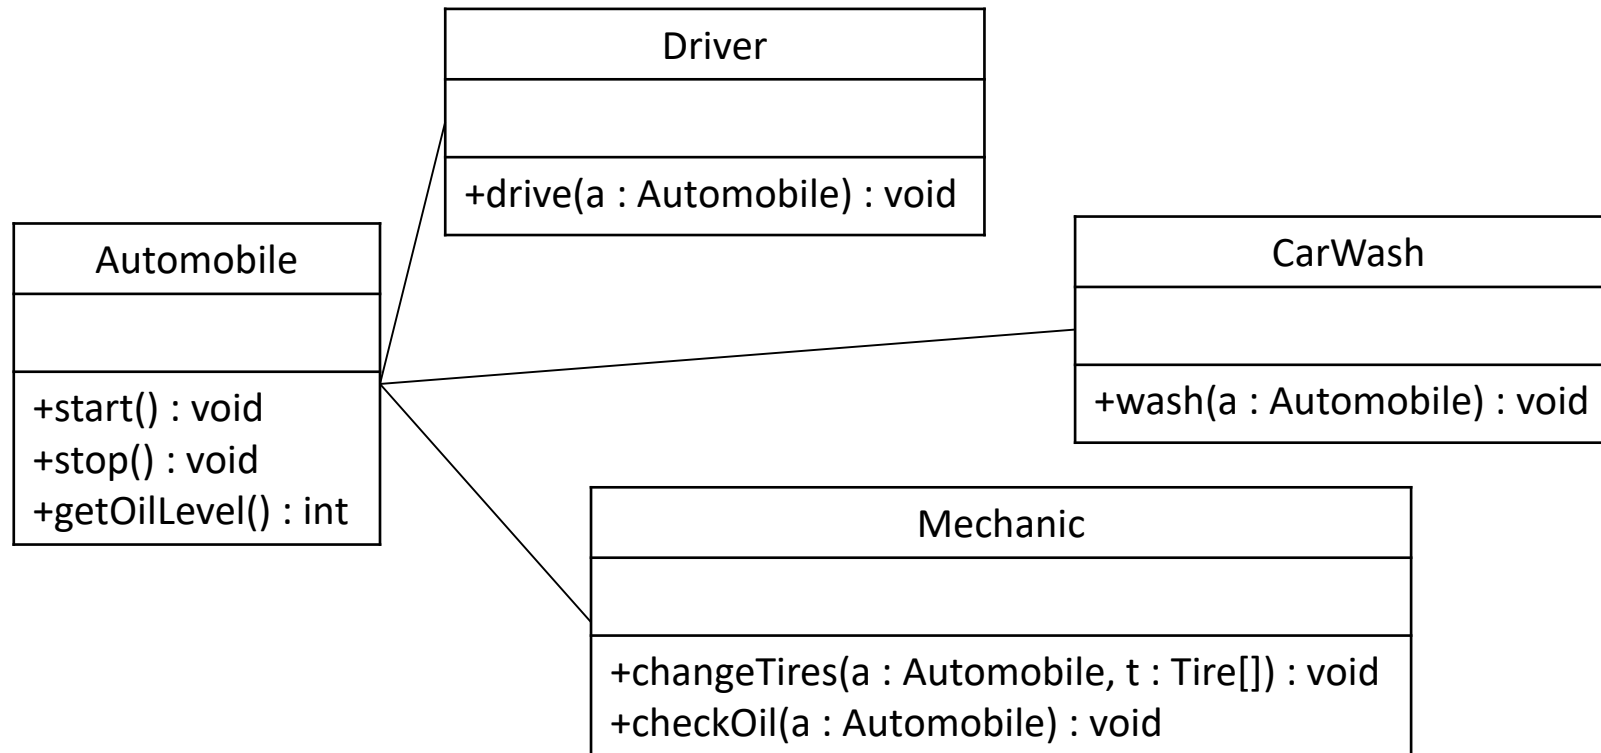 Driver
+drive(a : Automobile) : void
Automobile
+start() : void
+stop() : void
+getOilLevel() : int
CarWash
+wash(a : Automobile) : void
Mechanic
+changeTires(a : Automobile, t : Tire[]) : void
+checkOil(a : Automobile) : void